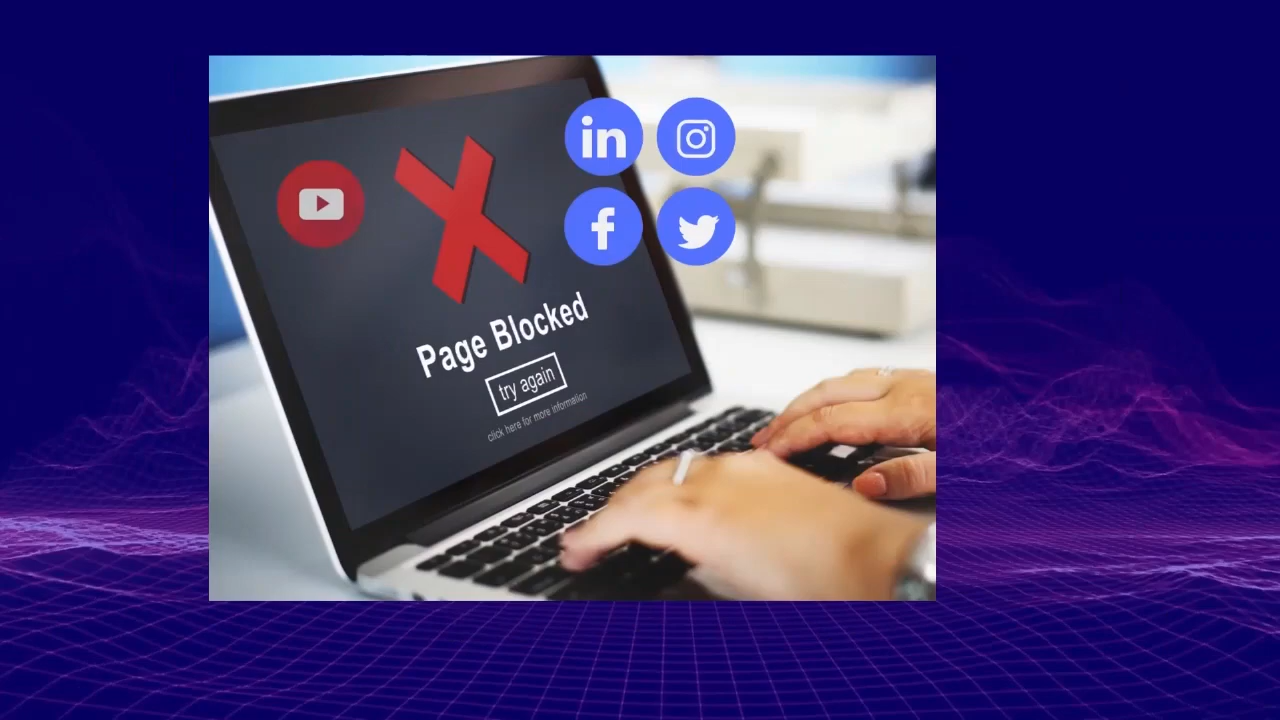 in
f
Page Blocked
try again
click here for more information